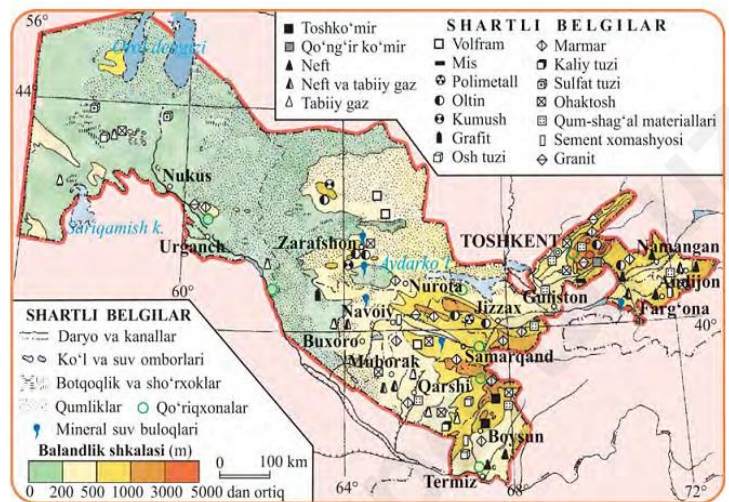 56°
Orol dengizi
44
Nukus
Sariqamish k.
Urganch
60
Zarafshon
Aydarko‘l
Nurota
Navoiy
Buxoro
Muborak
Qarshi
Jizzax
Samarqand
Guliston
TOSHKENT
Namangan
Andijon
Farg‘ona
40
Boysun
Termiz
64°
68
72°
SHARTLI BELGILAR
Toshko‘mir
Qo‘ng‘ir ko‘mir
Neft
Neft va tabiiy gaz
Tabiiy gaz
Volfram
Mis
Polimetall
Oltin
Kumush
Grafit
Osh tuzi
Marmar
Kaliy tuzi
Sulfat tuzi
Ohaktosh
Qum-shag‘al materiallari
Sement xomashyosi
Granit
SHARTLI BELGILAR
Daryo va kanallar
Ko‘l va suv omborlari
Botqoqlik va sho‘rxoklar
Qumliklar
Qo‘riqxonalar
Mineral suv buloqlari
Balandlik shkalasi (m)
0 200 500 1000 3000 5000 dan ortiq
0 100 km